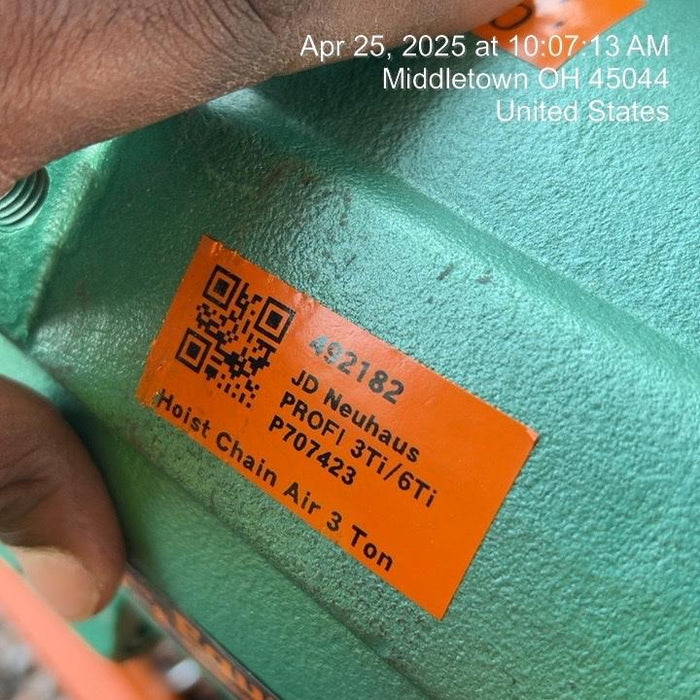 Apr 25, 2025 at 10:07:13 AM
Middletown OH 45044
United States
492182
JD Neuhaus
PROFI 3Ti/6Ti
P707423
Hoist Chain Air 3 Ton